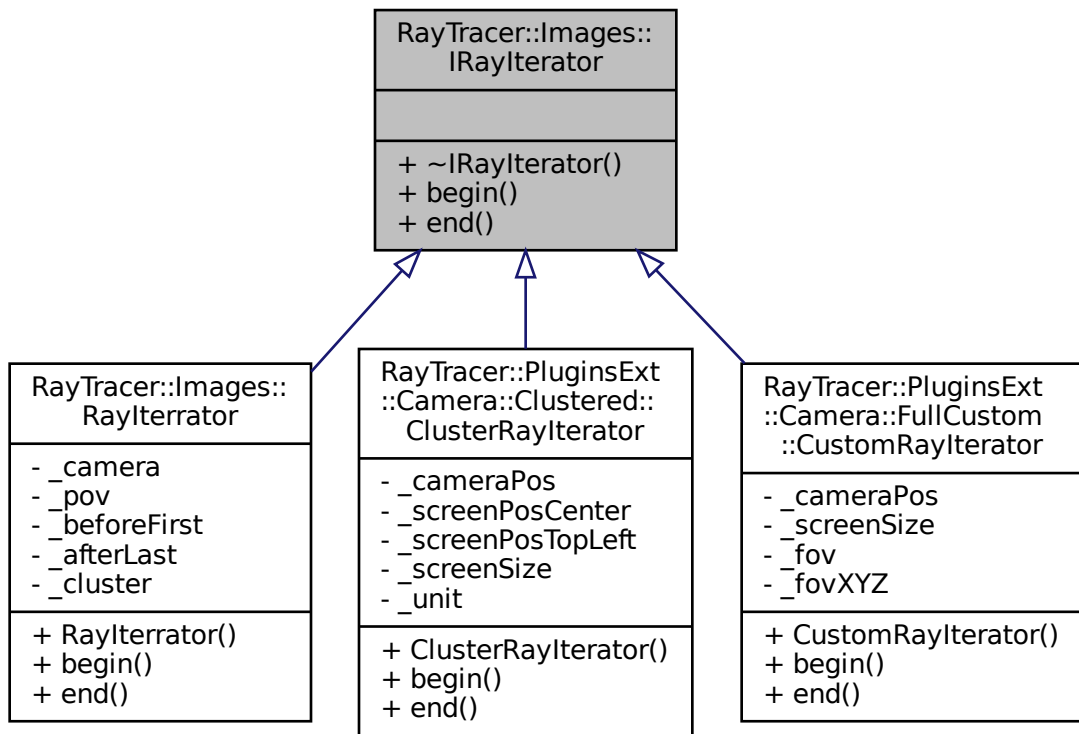 RayTracer::Images::
IRayIterator
+ ~IRayIterator()
+ begin()
+ end()
RayTracer::Images::
RayIterrator
- _camera
- _pov
- _beforeFirst
- _afterLast
- _cluster
+ RayIterrator()
+ begin()
+ end()
RayTracer::PluginsExt
::Camera::Clustered::
ClusterRayIterator
- _cameraPos
- _screenPosCenter
- _screenPosTopLeft
- _screenSize
- _unit
+ ClusterRayIterator()
+ begin()
+ end()
RayTracer::PluginsExt
::Camera::FullCustom
::CustomRayIterator
- _cameraPos
- _screenSize
- _fov
- _fovXYZ
+ CustomRayIterator()
+ begin()
+ end()